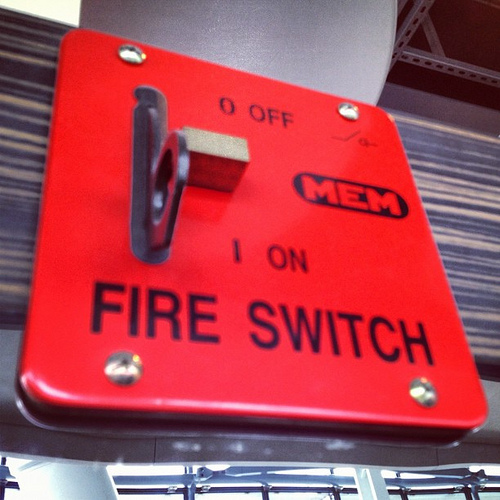 0 OFF
MEM
I ON
FIRE SWITCH